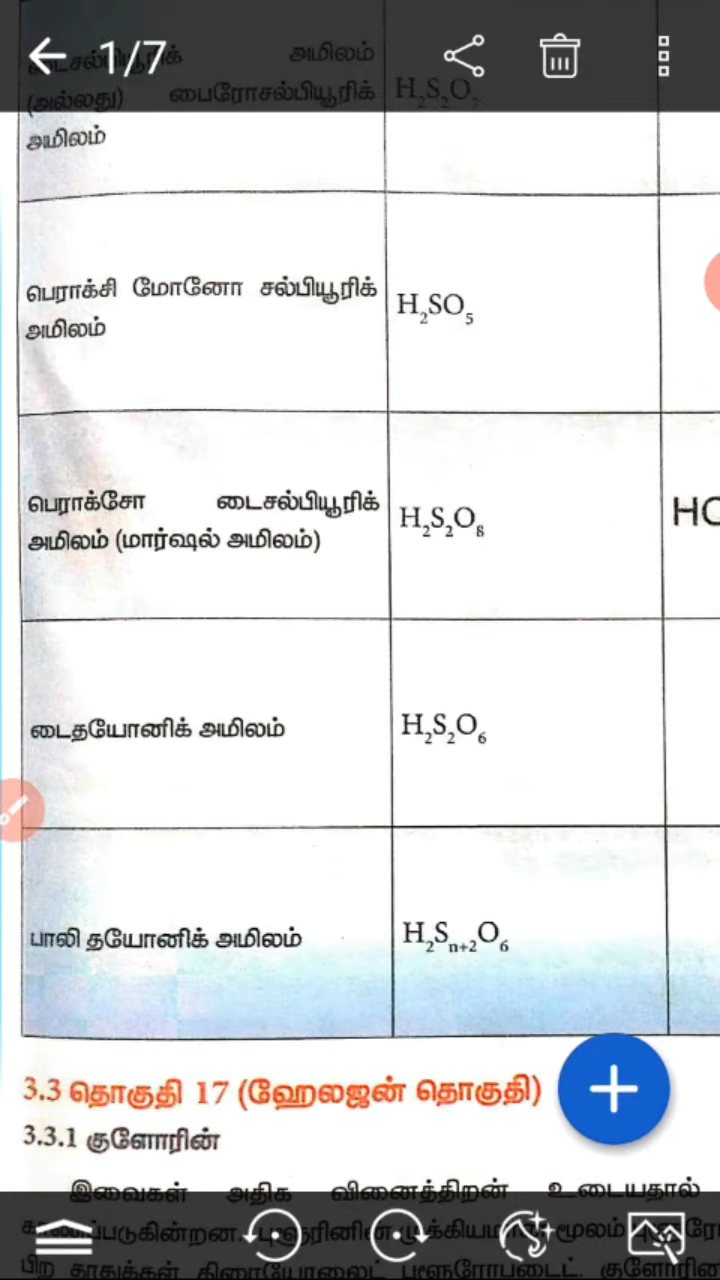 1/7
டைசல்பியூரிக் அமிலம்
(அல்லது) பைரோசல்பியூரிக் H₂S₂O₇
அமிலம்
பெராக்சி மோனோ சல்பியூரிக்
அமிலம்
H₂SO₅
பெராக்சோ டைசல்பியூரிக்
அமிலம் (மார்ஷல் அமிலம்)
H₂S₂O₈
HO
டைதயோனிக் அமிலம்
H₂S₂O₆
பாலி தயோனிக் அமிலம்
H₂Sₙ₊₂O₆
3.3 தொகுதி 17 (ஹேலஜன் தொகுதி)
3.3.1 குளோரின்
இவைகள் அதிக வினைத்திறன் உடையதால்